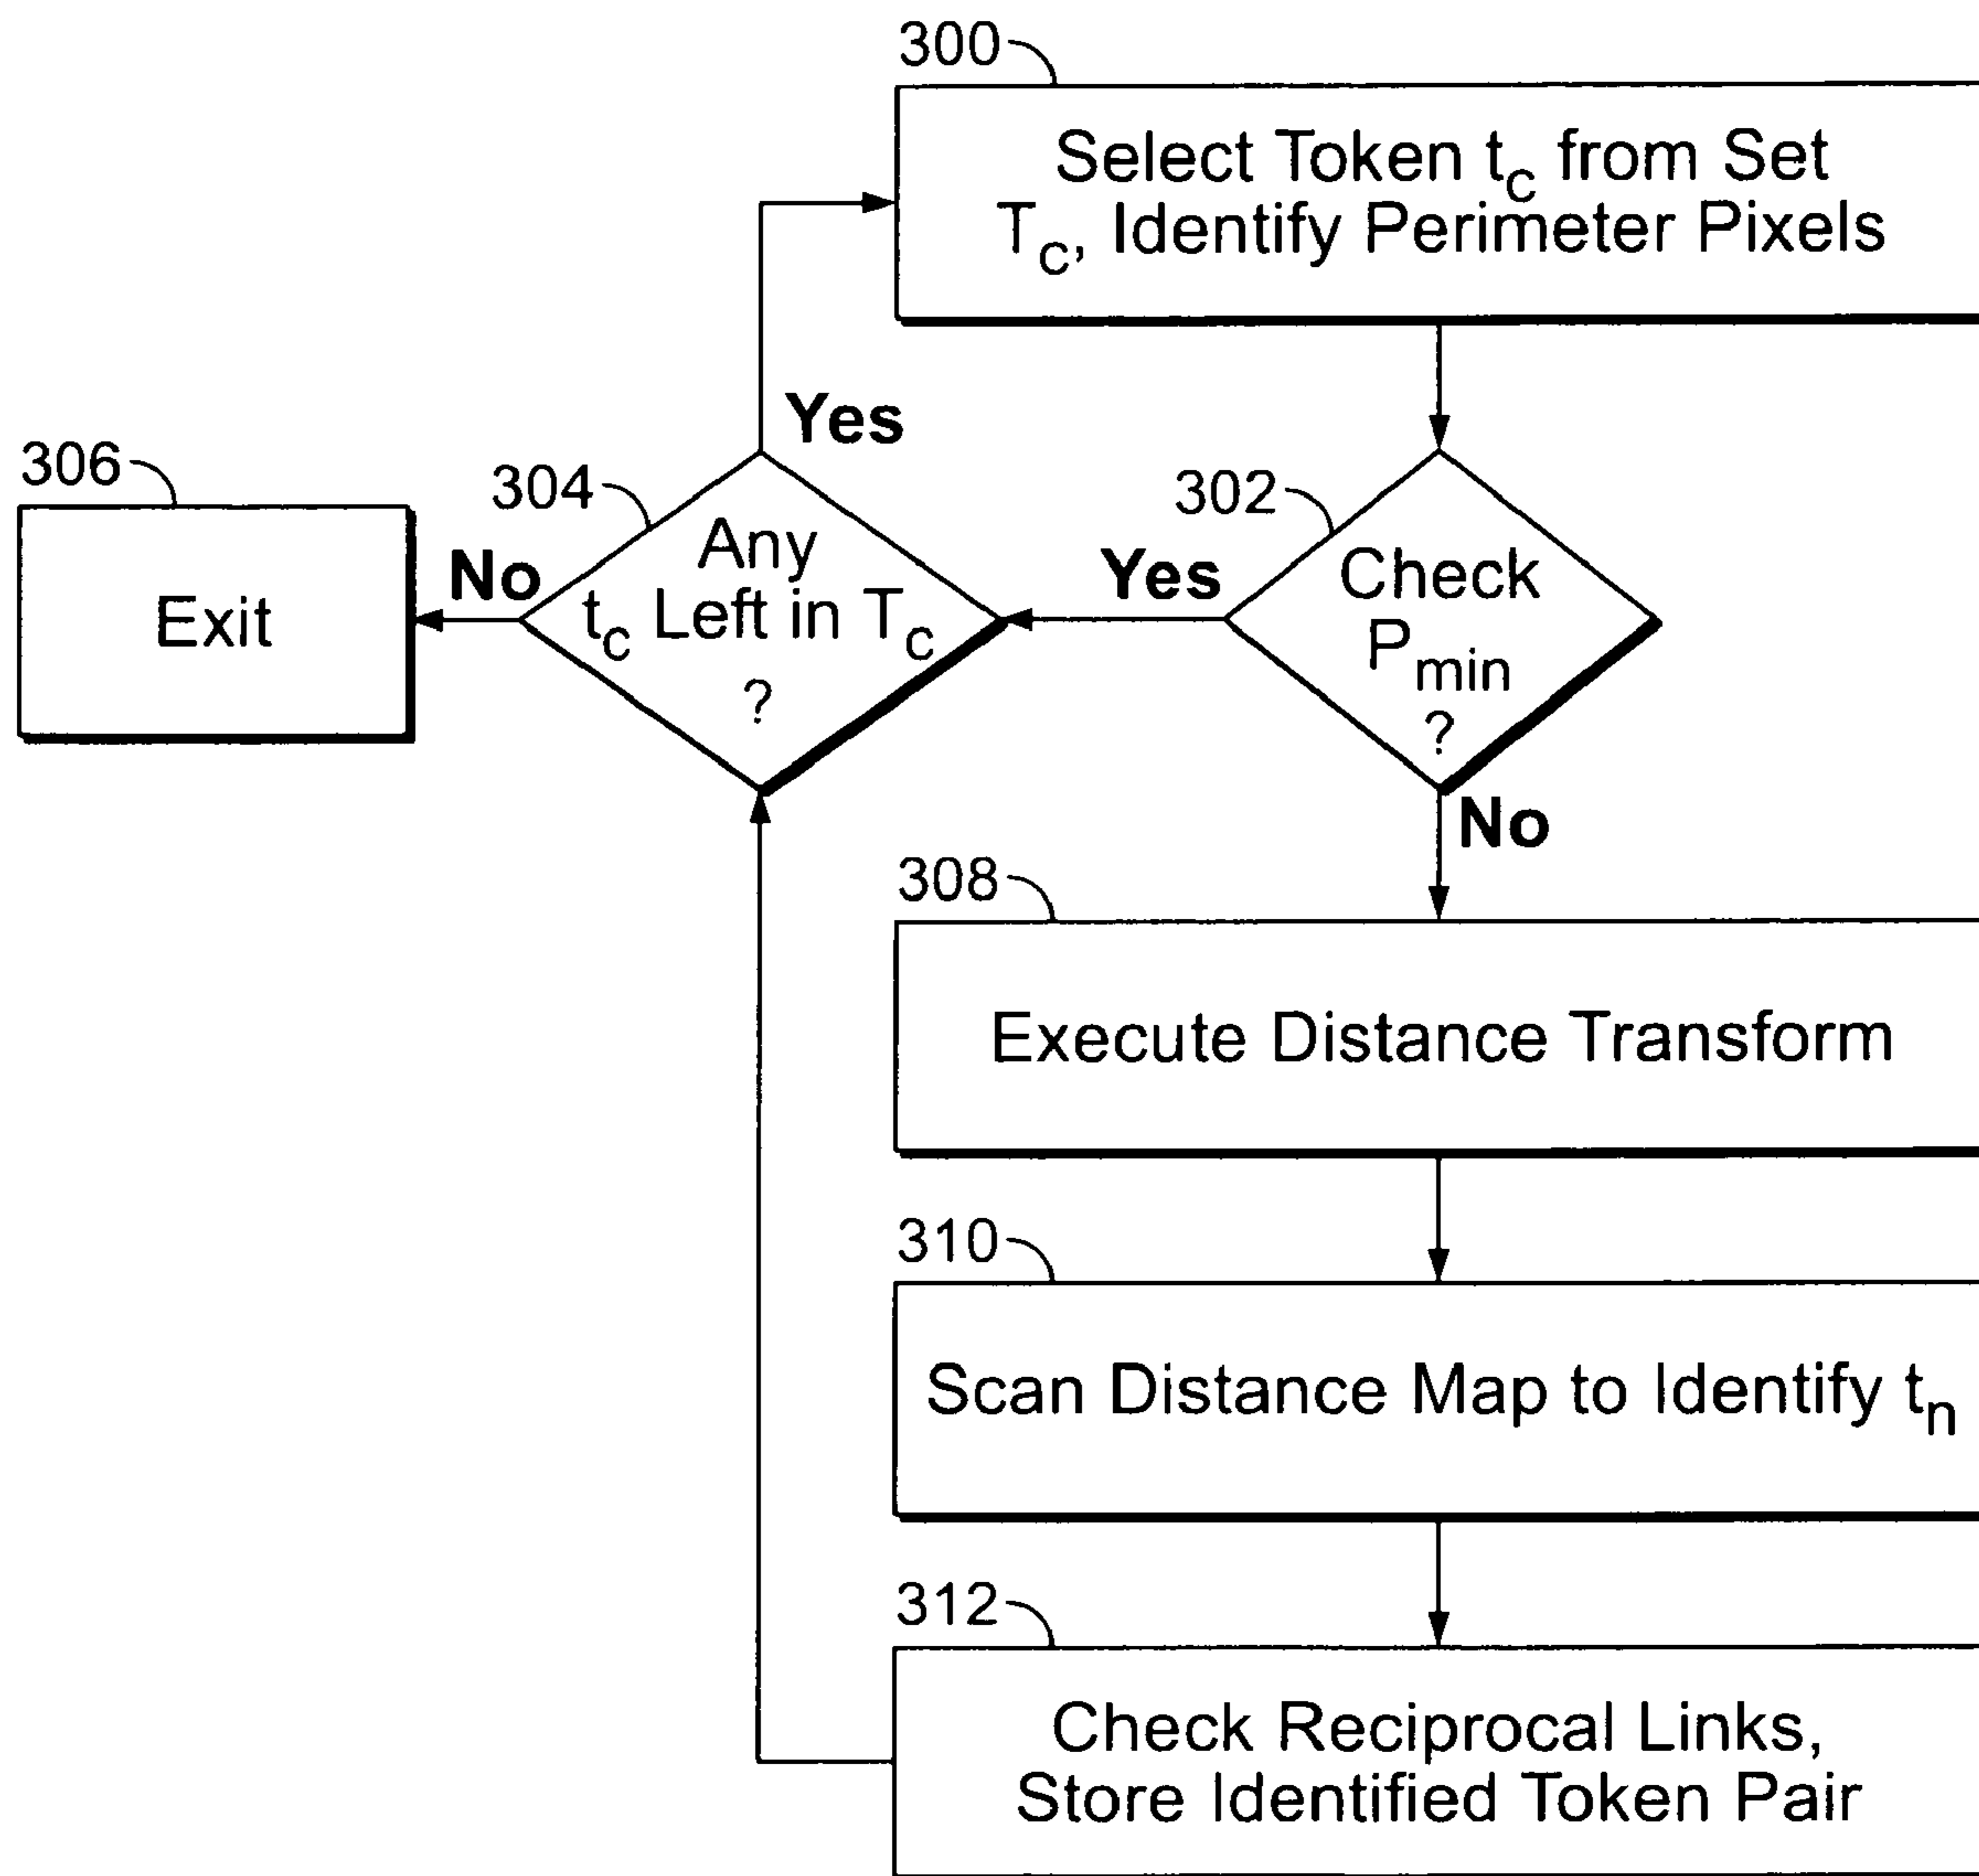 300
Select Token tc from Set
Tc, Identify Perimeter Pixels
Yes
306
304
302
Exit
No
Any
tc Left in Tc
?
Yes
Check
Pmin
?
No
308
Execute Distance Transform
310
Scan Distance Map to Identify tn
312
Check Reciprocal Links,
Store Identified Token Pair